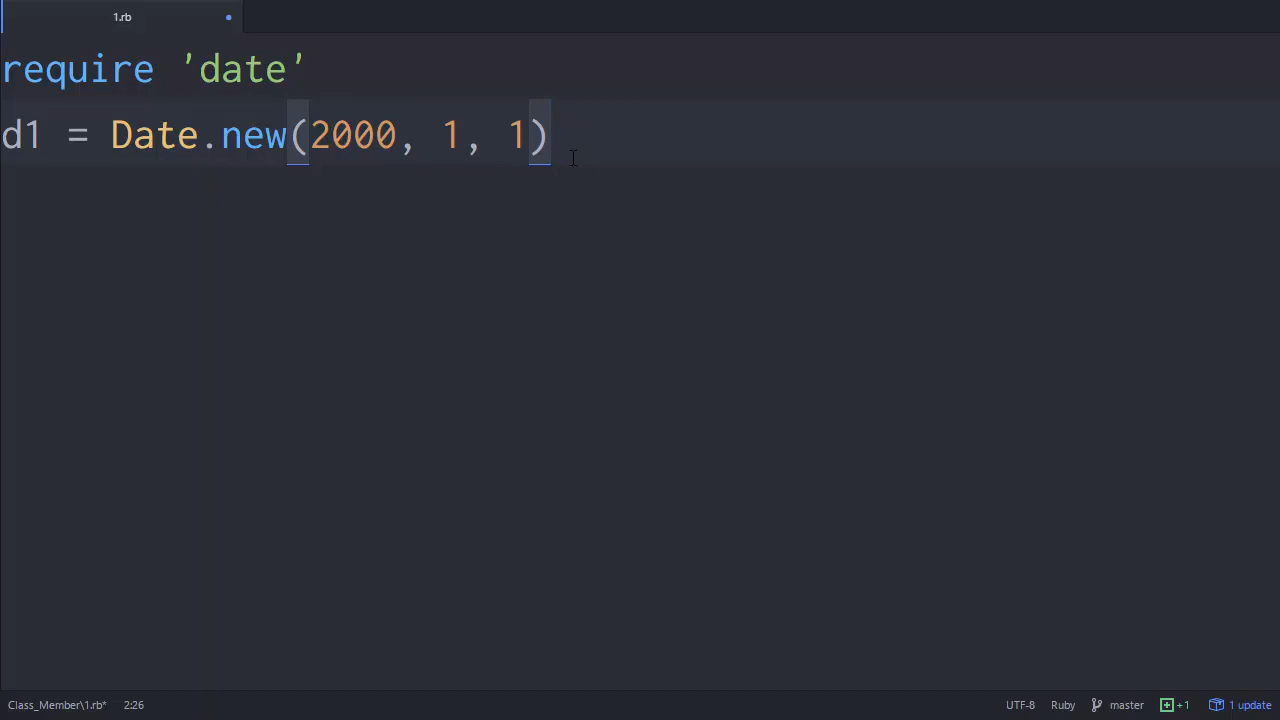 1.rb
require 'date'
d1 = Date.new(2000, 1, 1)
Class_Member\1.rb* 2:26 UTF-8 Ruby master +1 1 update